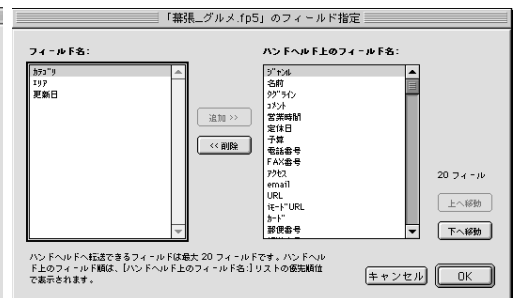 「幕張_グルメ.fp5」のフィールド指定
フィールド名:
ｶﾃｺﾞﾘ
ｴﾘｱ
更新日
追加 >>
<< 削除
ハンドヘルド上のフィールド名:
ｼﾞｬﾝﾙ
名前
ﾀｸﾞﾗｲﾝ
ｺﾒﾝﾄ
営業時間
定休日
予算
電話番号
FAX番号
ｱｸｾｽ
email
URL
iﾓｰﾄﾞURL
ｶｰﾄﾞ
郵便番号
20 フィール
上へ移動
下へ移動
ハンドヘルドへ転送できるフィールドは最大 20 フィールドです。ハンドヘル
ド上のフィールド順は、[ハンドヘルド上のフィールド名:]リストの優先順位
で表示されます。
キャンセル
OK